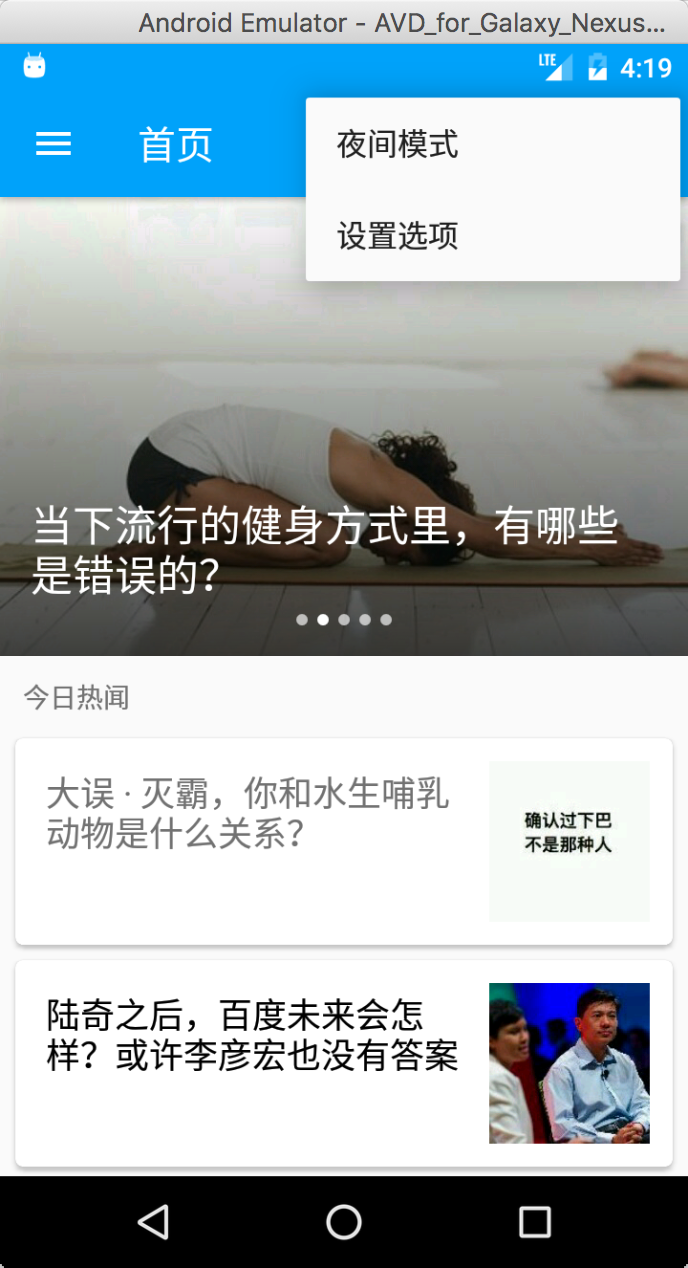 Android Emulator - AVD_for_Galaxy_Nexus...
LTE 4:19
首页
夜间模式
设置选项
当下流行的健身方式里，有哪些
是错误的？
今日热闻
大误 · 灭霸，你和水生哺乳
动物是什么关系？
确认过下巴
不是那种人
陆奇之后，百度未来会怎
样？或许李彦宏也没有答案